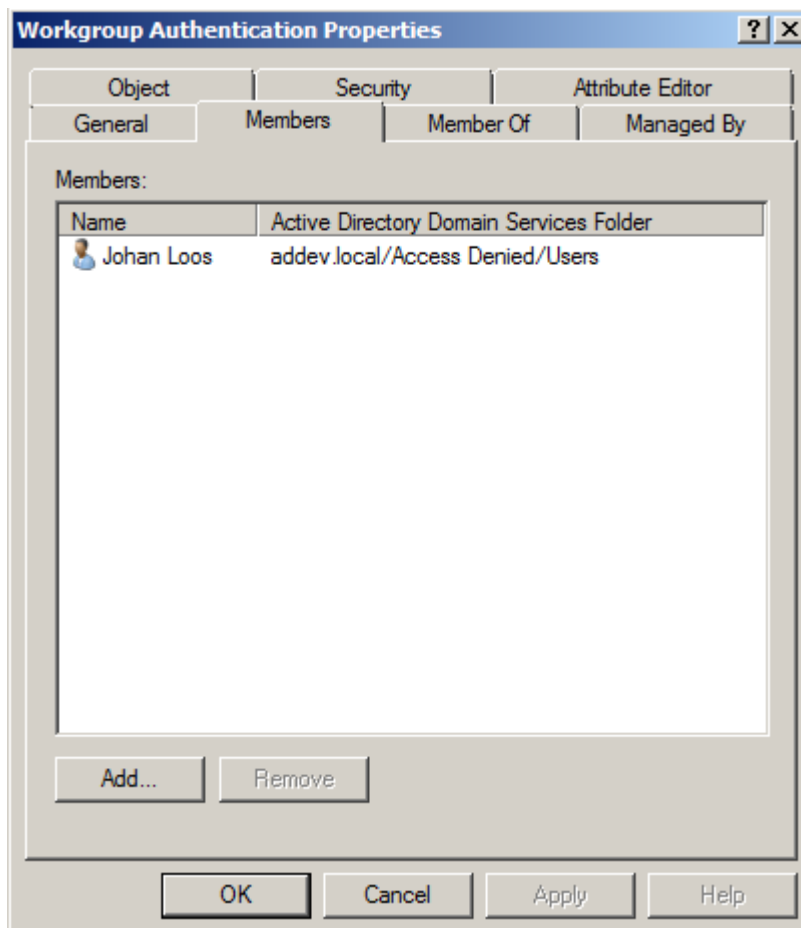 Workgroup Authentication Properties ? X
Object Security Attribute Editor
General Members Member Of Managed By
Members:
Name Active Directory Domain Services Folder
Johan Loos addev.local/Access Denied/Users
Add... Remove
OK Cancel Apply Help